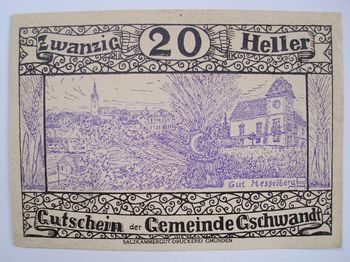 Zwanzig 20 Heller
Gut Hesselberg
Gutschein der Gemeinde Gschwandt
SALZKAMMERGUT-DRUCKEREI GMUNDEN